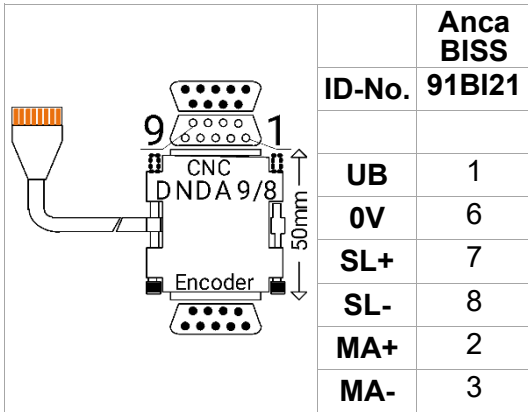 Anca
BISS
ID-No. 91BI21
9 1
CNC
DNDA 9/8
50mm
Encoder
UB 1
0V 6
SL+ 7
SL- 8
MA+ 2
MA- 3